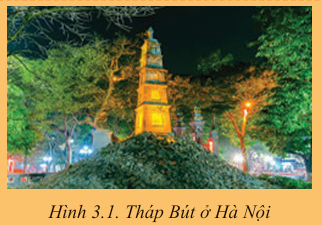 Hình 3.1. Tháp Bút ở Hà Nội